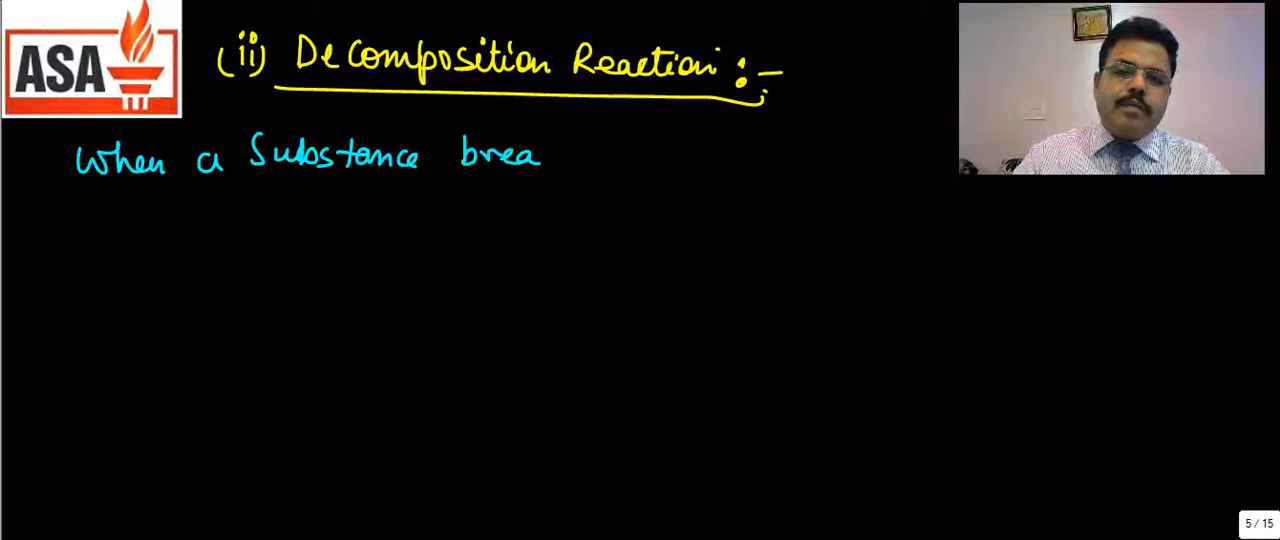 ASA
(ii) Decomposition Reaction :-
When a Substance brea
5 / 15